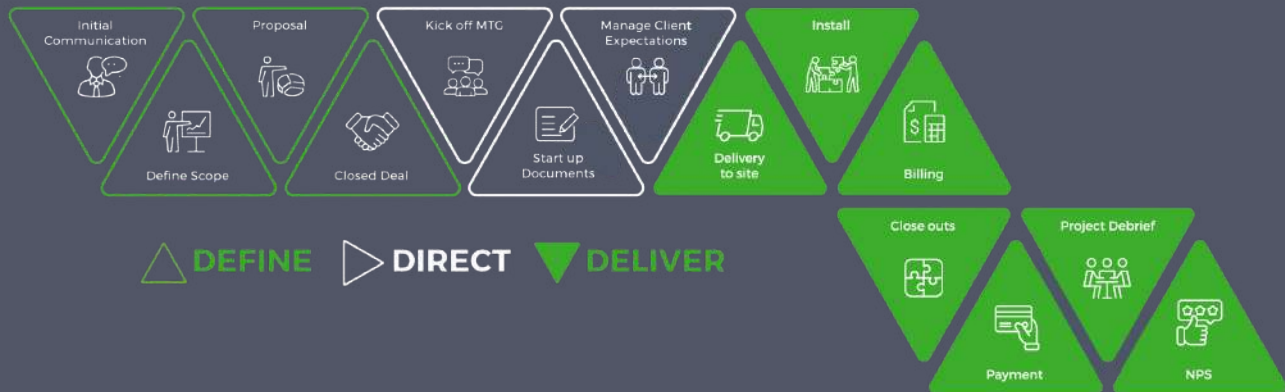 Initial
Communication
Define Scope
Proposal
Closed Deal
Kick off MTG
Start up
Documents
Manage Client
Expectations
Delivery
to site
Install
$
Billing
Close outs
Payment
Project Debrief
NPS
DEFINE
DIRECT
DELIVER